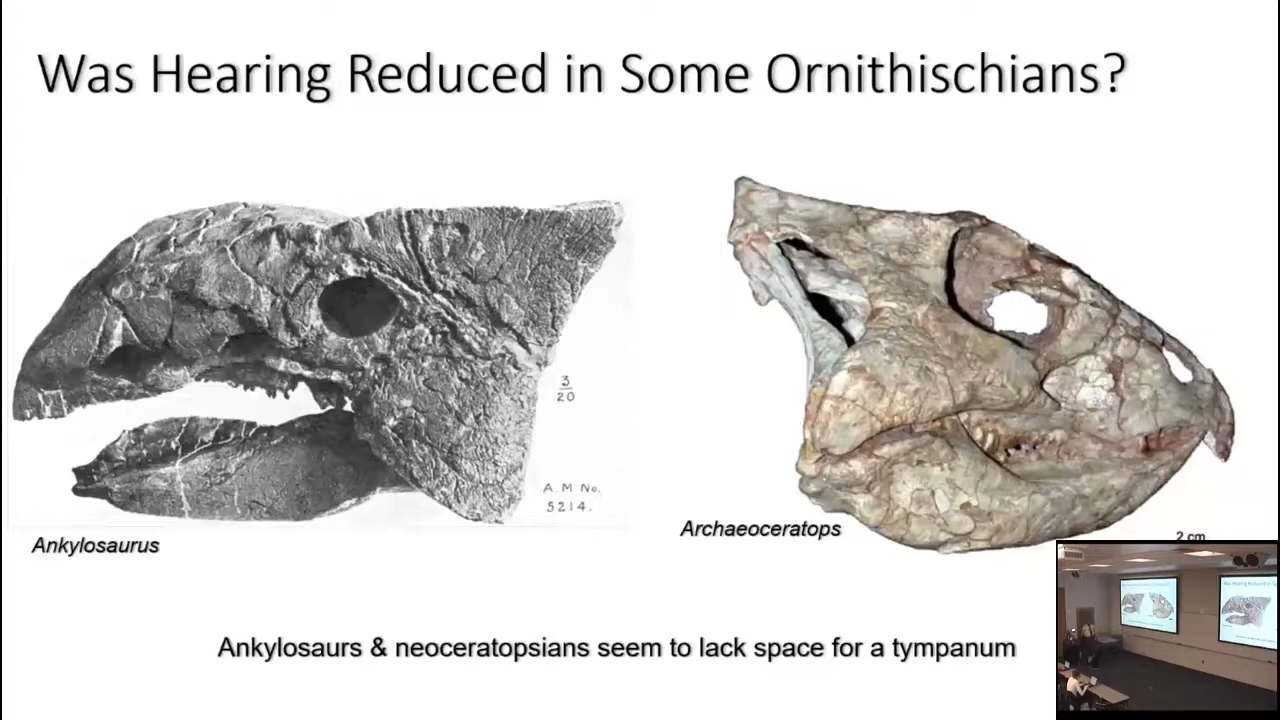 Was Hearing Reduced in Some Ornithischians?
3
20
A. M No.
5214.
Ankylosaurus
Archaeoceratops
2 cm
Ankylosaurs & neoceratopsians seem to lack space for a tympanum